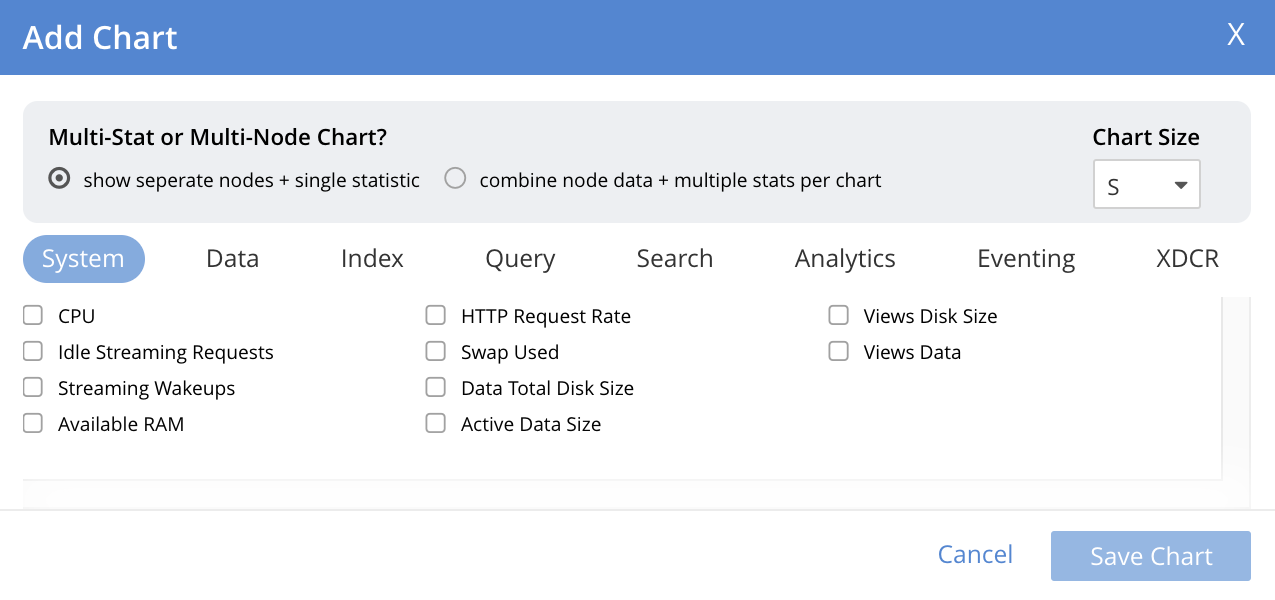 Add Chart X
Multi-Stat or Multi-Node Chart? Chart Size
show seperate nodes + single statistic combine node data + multiple stats per chart S
System Data Index Query Search Analytics Eventing XDCR
CPU HTTP Request Rate Views Disk Size
Idle Streaming Requests Swap Used Views Data
Streaming Wakeups Data Total Disk Size
Available RAM Active Data Size
Cancel Save Chart